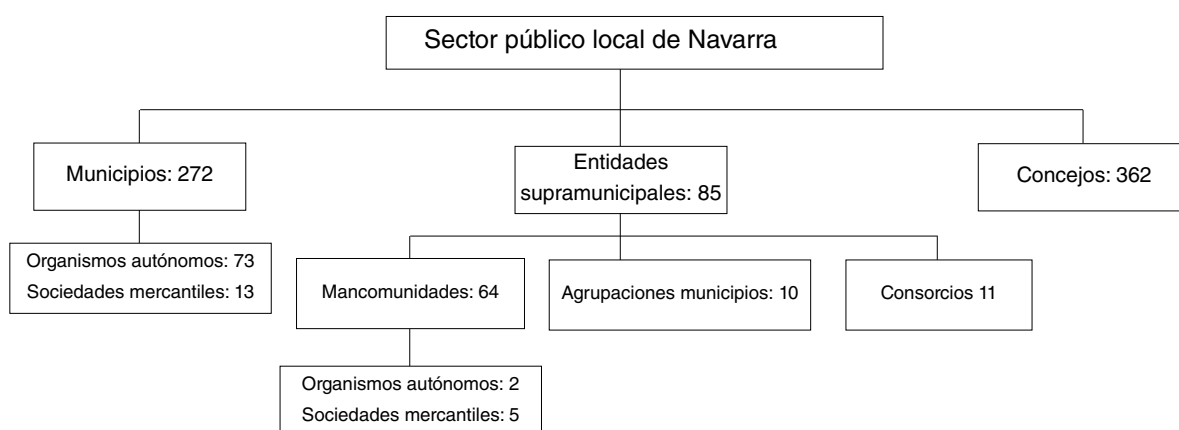 Sector público local de Navarra
Municipios: 272
Entidades
supramunicipales: 85
Concejos: 362
Organismos autónomos: 73
Sociedades mercantiles: 13
Mancomunidades: 64
Agrupaciones municipios: 10
Consorcios 11
Organismos autónomos: 2
Sociedades mercantiles: 5